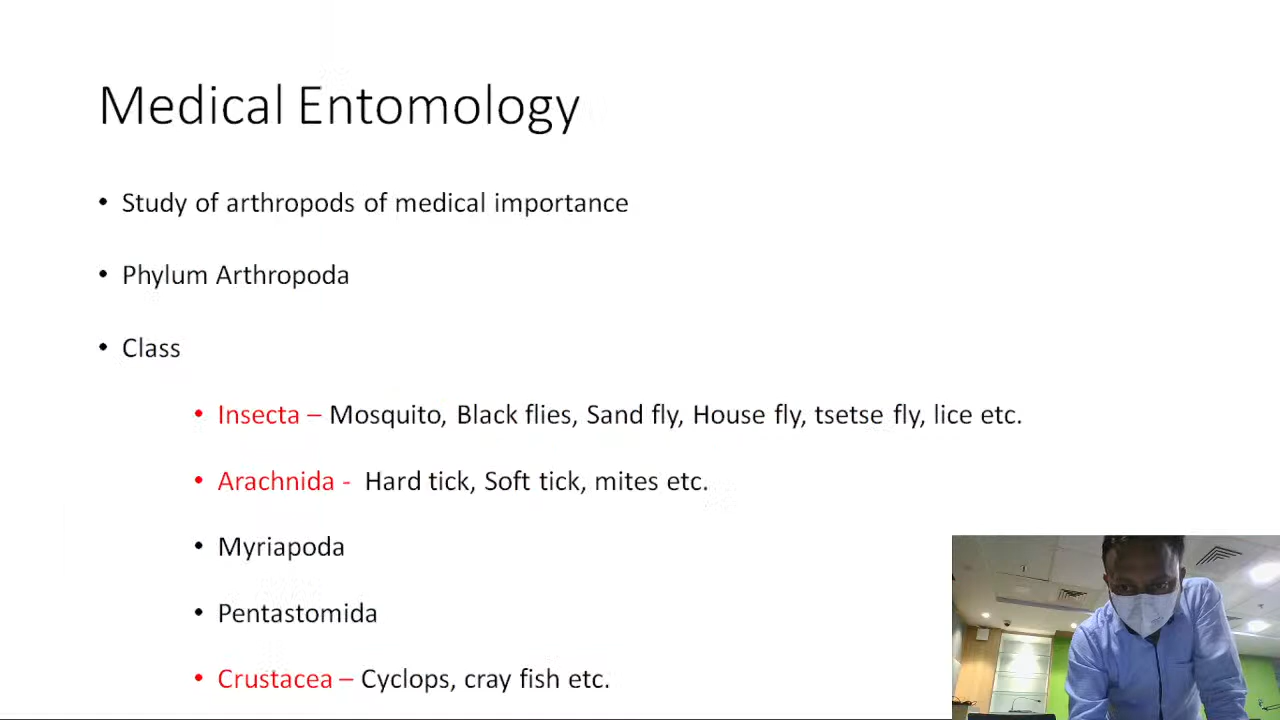 Medical Entomology
• Study of arthropods of medical importance
• Phylum Arthropoda
• Class
• Insecta – Mosquito, Black flies, Sand fly, House fly, tsetse fly, lice etc.
• Arachnida - Hard tick, Soft tick, mites etc.
• Myriapoda
• Pentastomida
• Crustacea – Cyclops, cray fish etc.